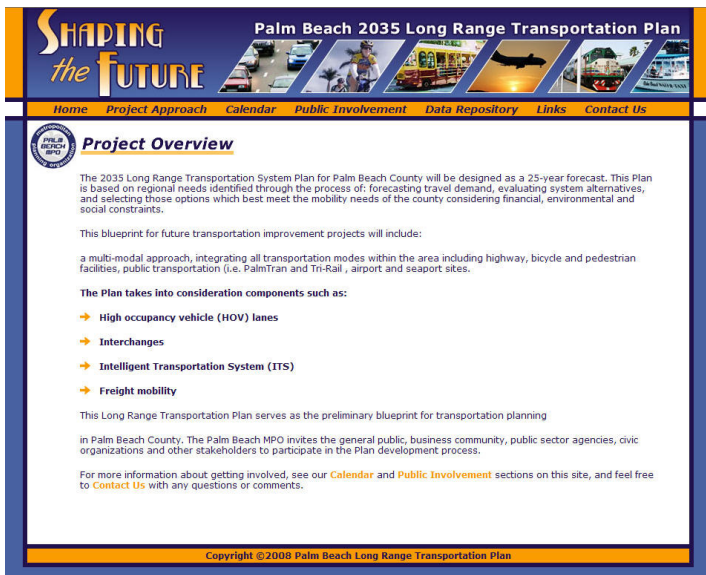 SHAPING
the FUTURE
Palm Beach 2035 Long Range Transportation Plan
Home Project Approach Calendar Public Involvement Data Repository Links Contact Us
metropolitan
PALM
BEACH
MPO
planning organization
Project Overview
The 2035 Long Range Transportation System Plan for Palm Beach County will be designed as a 25-year forecast. This Plan
is based on regional needs identified through the process of: forecasting travel demand, evaluating system alternatives,
and selecting those options which best meet the mobility needs of the county considering financial, environmental and
social constraints.
This blueprint for future transportation improvement projects will include:
a multi-modal approach, integrating all transportation modes within the area including highway, bicycle and pedestrian
facilities, public transportation (i.e. PalmTran and Tri-Rail , airport and seaport sites.
The Plan takes into consideration components such as:
High occupancy vehicle (HOV) lanes
Interchanges
Intelligent Transportation System (ITS)
Freight mobility
This Long Range Transportation Plan serves as the preliminary blueprint for transportation planning
in Palm Beach County. The Palm Beach MPO invites the general public, business community, public sector agencies, civic
organizations and other stakeholders to participate in the Plan development process.
For more information about getting involved, see our Calendar and Public Involvement sections on this site, and feel free
to Contact Us with any questions or comments.
Copyright ©2008 Palm Beach Long Range Transportation Plan